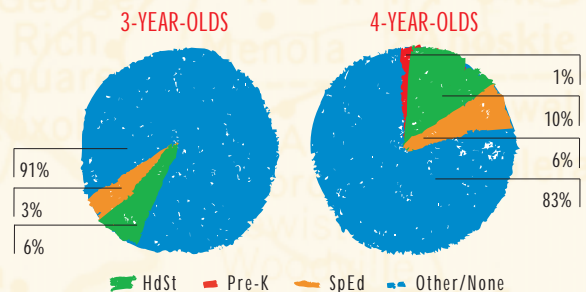 3-YEAR-OLDS
4-YEAR-OLDS
91%
3%
6%
1%
10%
6%
83%
HdSt Pre-K SpEd Other/None